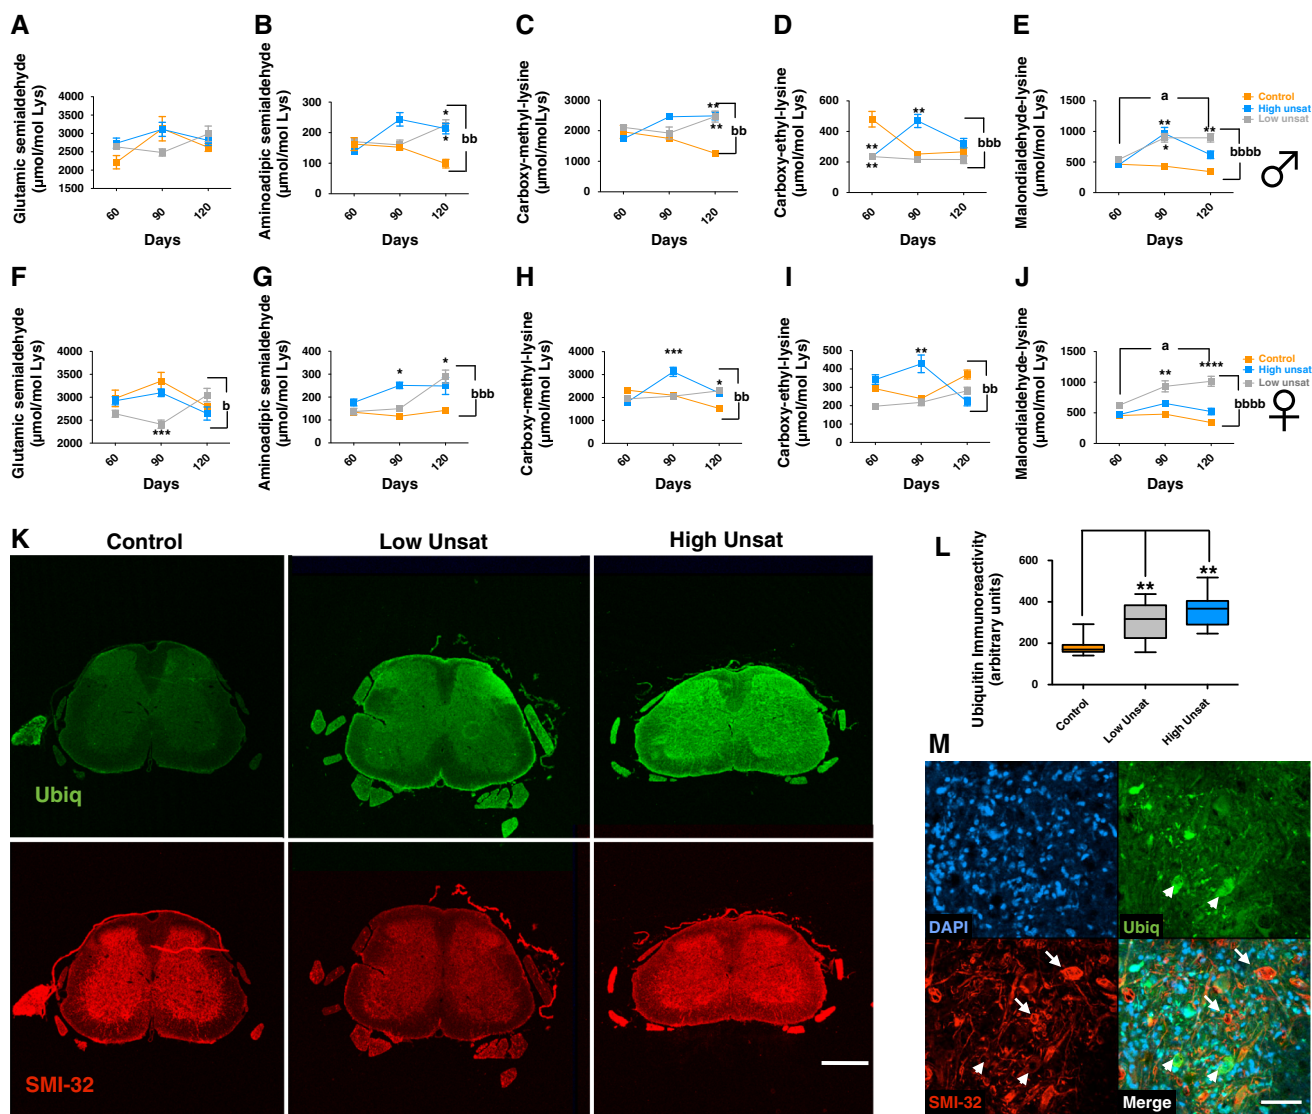 A
Glutamic semialdehyde
(µmol/mol Lys)
4000
3500
3000
2500
2000
1500
60
90
120
Days
B
Aminoadipic semialdehyde
(µmol/mol Lys)
300
200
100
0
*
*
bb
60
90
120
Days
C
Carboxy-methyl-lysine
(µmol/molLys)
3000
2000
1000
0
**
**
bb
60
90
120
Days
D
Carboxy-ethyl-lysine
(µmol/mol Lys)
600
400
200
0
**
**
**
bbb
60
90
120
Days
E
Malondialdehyde-lysine
(µmol/mol Lys)
1500
1000
500
0
a
**
*
**
bbbb
60
90
120
Days
Control
High unsat
Low unsat
♂
F
Glutamic semialdehyde
(µmol/mol Lys)
4000
3500
3000
2500
2000
***
b
60
90
120
Days
G
Aminoadipic semialdehyde
(µmol/mol Lys)
400
300
200
100
0
*
*
bbb
60
90
120
Days
H
Carboxy-methyl-lysine
(µmol/mol Lys)
4000
3000
2000
1000
0
***
*
bb
60
90
120
Days
I
Carboxy-ethyl-lysine
(µmol/mol Lys)
500
400
300
200
100
0
**
bb
60
90
120
Days
J
Malondialdehyde-lysine
(µmol/mol Lys)
1500
1000
500
0
a
**
****
bbbb
60
90
120
Days
Control
High unsat
Low unsat
♀
K
Control
Low Unsat
High Unsat
Ubiq
SMI-32
L
Ubiquitin Immunoreactivity
(arbitrary units)
600
400
200
0
**
**
Control
Low Unsat
High Unsat
M
DAPI
Ubiq
SMI-32
Merge